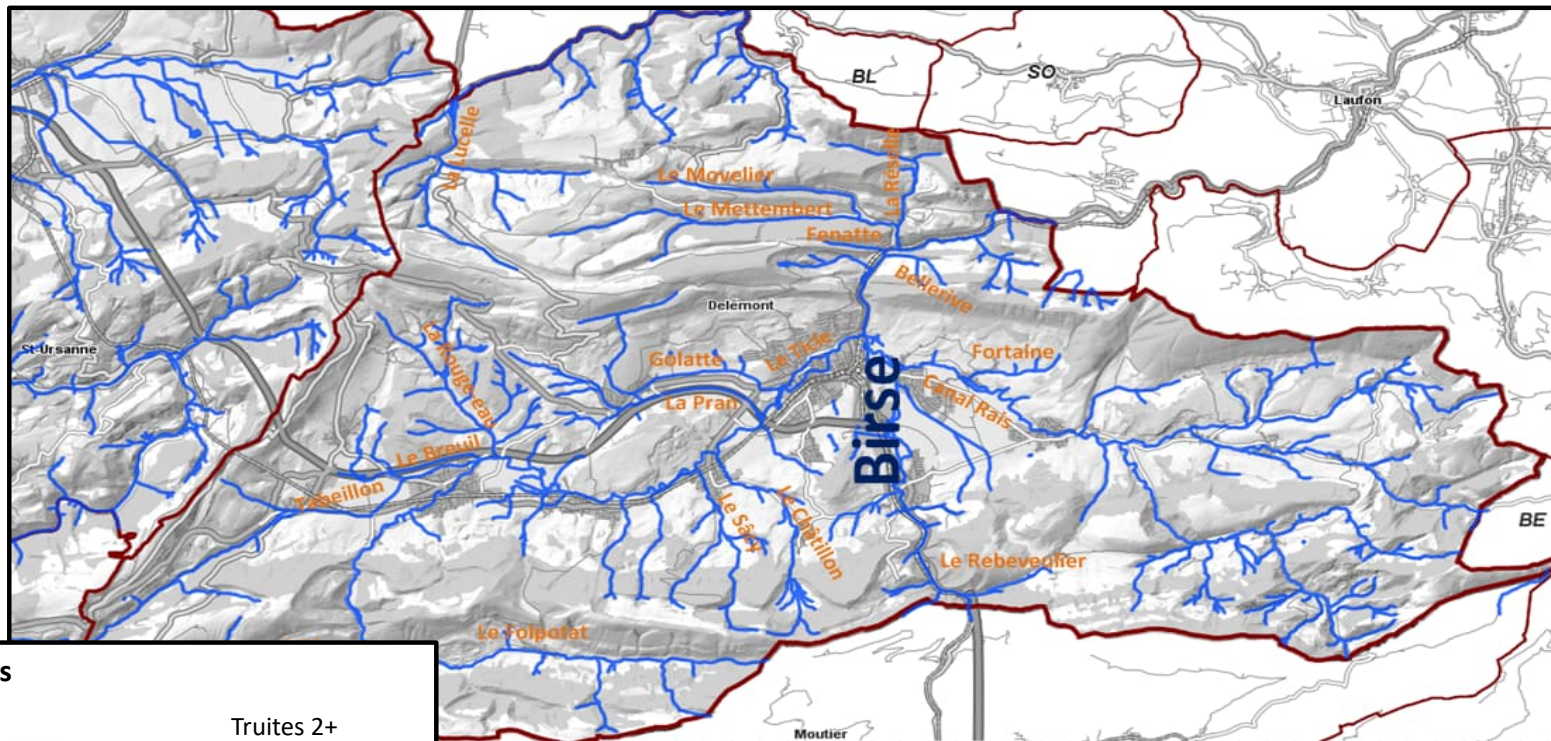 BL
SO
Laufon
La Lucelle
La Réselle
Le Movelier
Le Mettembert
Fenatte
Bellerive
Delémont
St-Ursanne
La Rouge eau
Golatte
Le Ticle
Fortaine
Canal Rais
La Pran
Birse
Le Breuil
Tabeillon
Le Sacy
Le Châtillon
BE
Le Rebeveulier
Le Folpotat
s
Truites 2+
Moutier